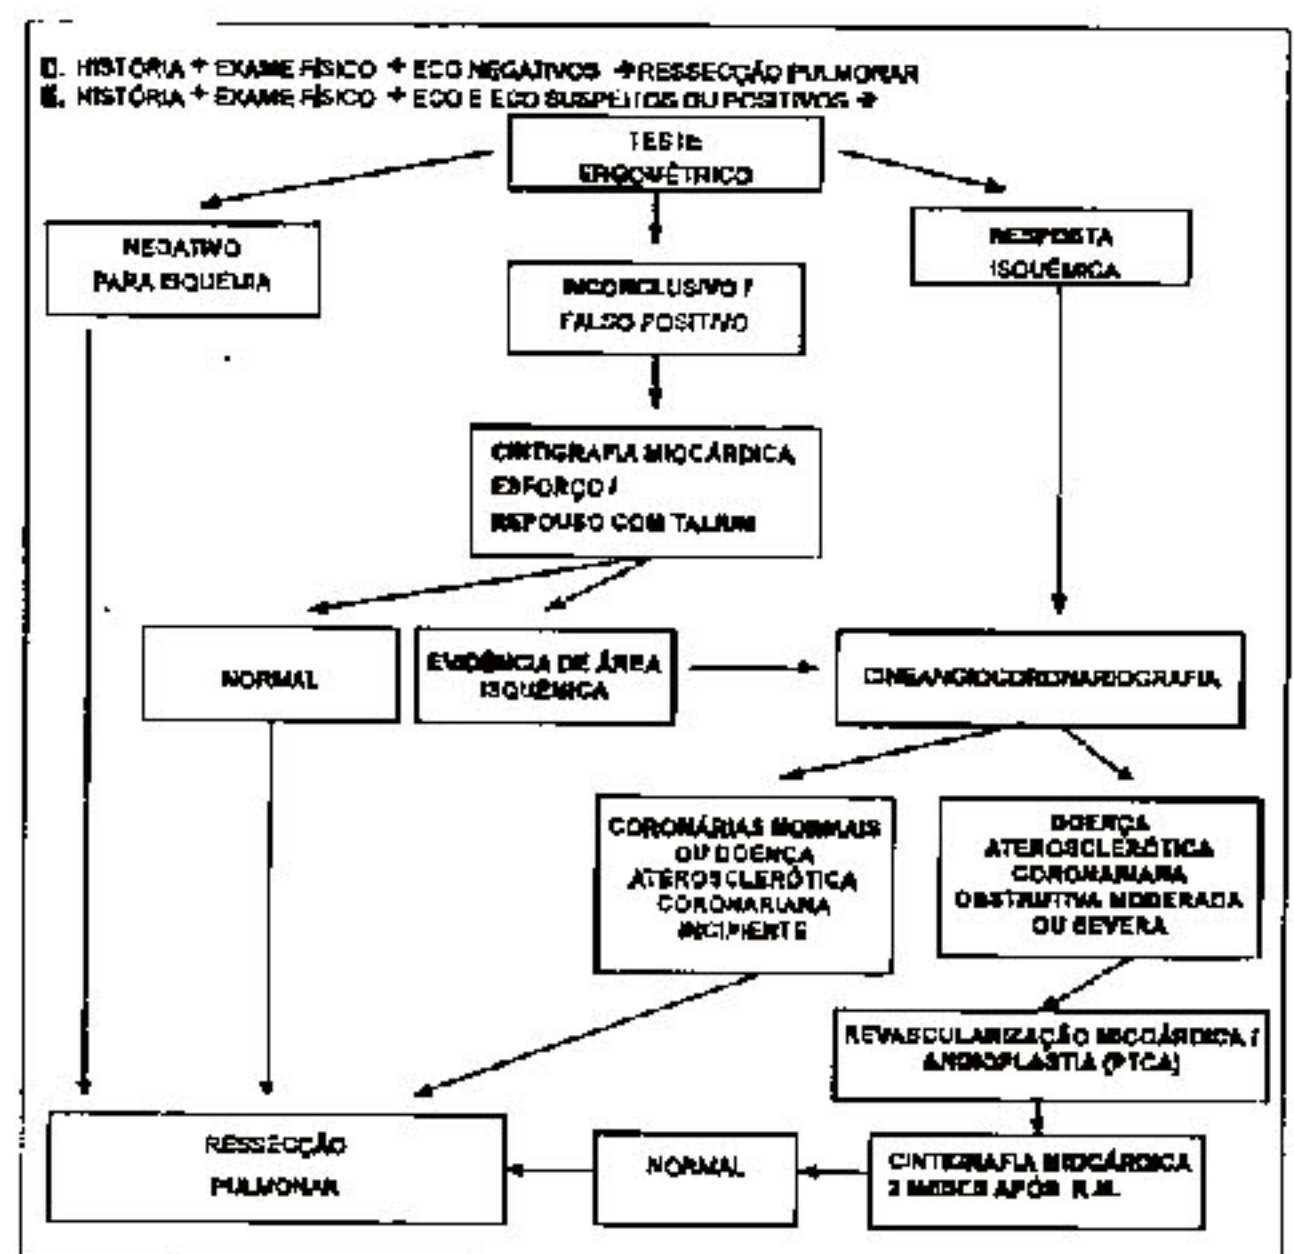 HISTÓRIA + EXAME FÍSICO + ECO NEGATIVOS → RESSECÇÃO PULMONAR
HISTÓRIA + EXAME FÍSICO + ECO E ECO SUSPEITOS OU POSITIVOS →
TESTE
ERGOMÉTRICO
NEGATIVO
PARA ISQUEMIA
INCONCLUSIVO /
FALSO POSITIVO
RESPOSTA
ISQUÊMICA
CINTIGRAFIA MIOCÁRDICA
ESFORÇO /
REPOUSO COM TALIUM
NORMAL
EVIDÊNCIA DE ÁREA
ISQUÊMICA
CINEANGIOCORONARIOGRAFIA
CORONÁRIAS NORMAIS
OU DOENÇA
ATEROSCLERÓTICA
CORONARIANA
INCIPIENTE
DOENÇA
ATEROSCLERÓTICA
CORONARIANA
OBSTRUTIVA MODERADA
OU SEVERA
REVASCULARIZAÇÃO MIOCÁRDICA /
ANGIOPLASTIA (PTCA)
RESSECÇÃO
PULMONAR
NORMAL
CINTIGRAFIA MIOCÁRDICA
MESES APÓS R.M.